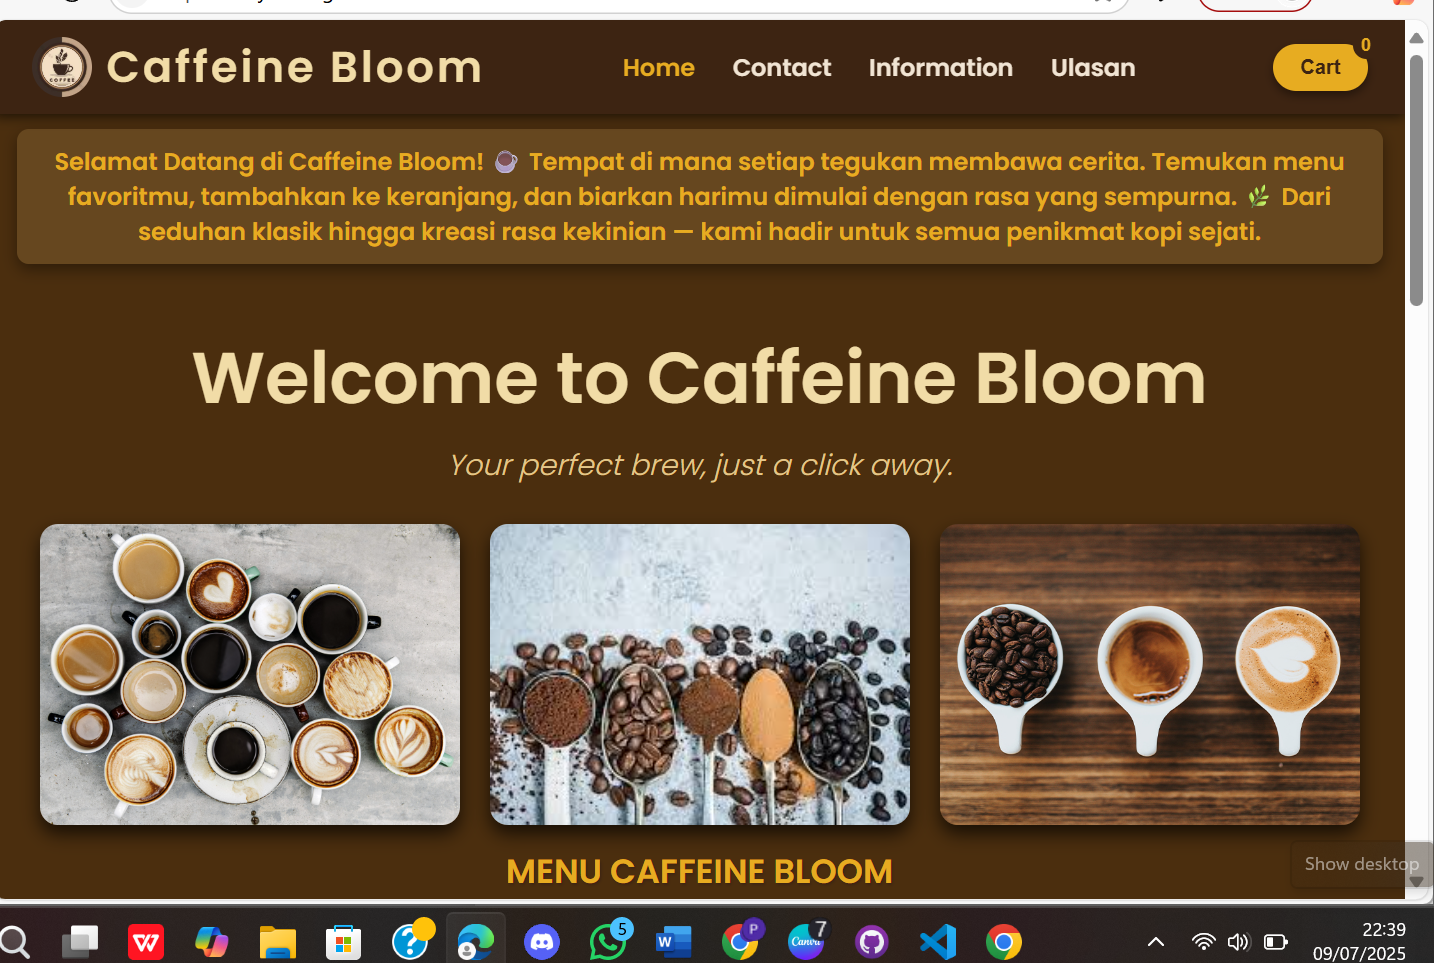 Caffeine Bloom
Home Contact Information Ulasan
Cart
0
Selamat Datang di Caffeine Bloom! Tempat di mana setiap tegukan membawa cerita. Temukan menu
favoritmu, tambahkan ke keranjang, dan biarkan harimu dimulai dengan rasa yang sempurna. Dari
seduhan klasik hingga kreasi rasa kekinian — kami hadir untuk semua penikmat kopi sejati.
Welcome to Caffeine Bloom
Your perfect brew, just a click away.
MENU CAFFEINE BLOOM
Show desktop
5
W
P
Canva
7
22:39
09/07/2025